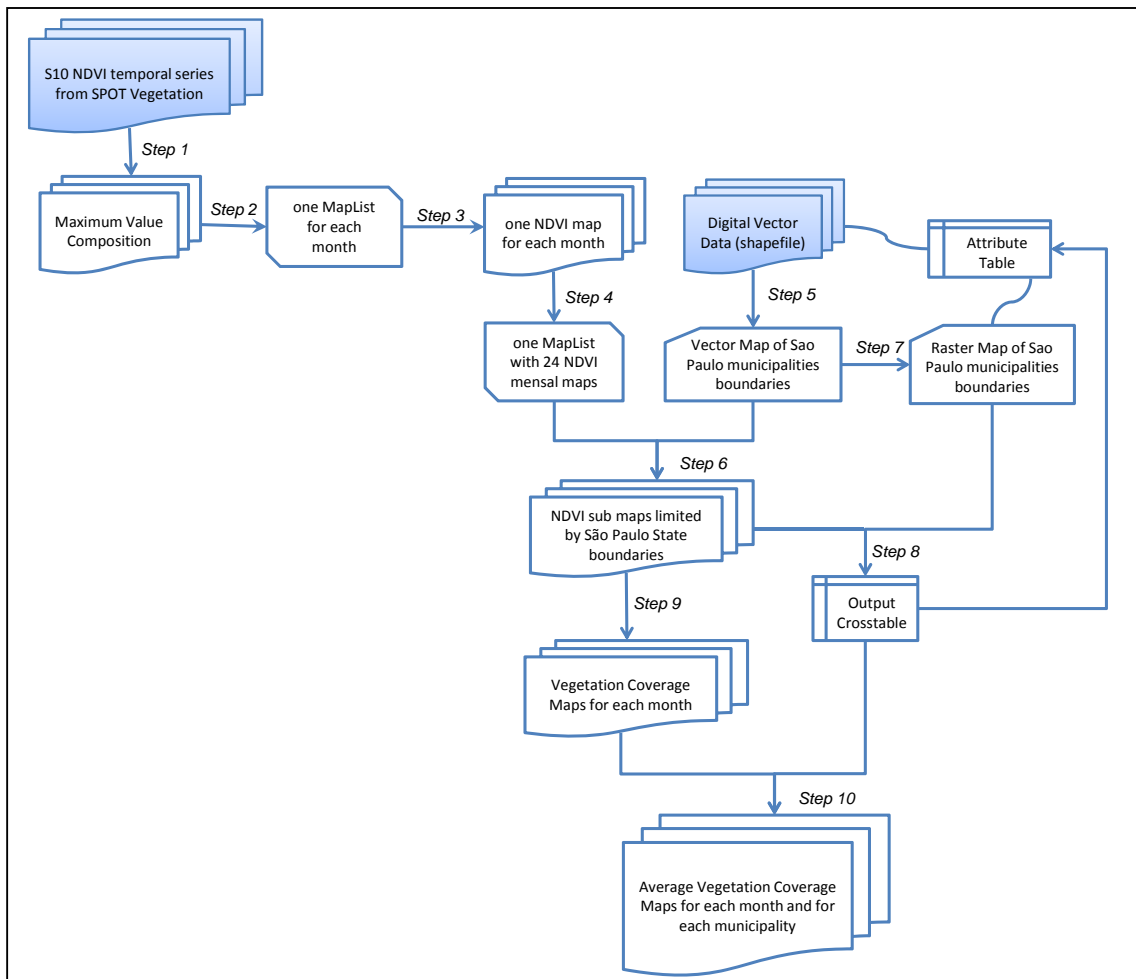 S10 NDVI temporal series
from SPOT Vegetation
Step 1
Maximum Value
Composition
Step 2
one MapList
for each
month
Step 3
one NDVI map
for each month
Digital Vector
Data (shapefile)
Attribute
Table
Step 4
Step 5
one MapList
with 24 NDVI
mensal maps
Vector Map of Sao
Paulo municipalities
boundaries
Step 7
Raster Map of Sao
Paulo municipalities
boundaries
Step 6
NDVI sub maps limited
by São Paulo State
boundaries
Step 8
Output
Crosstable
Step 9
Vegetation Coverage
Maps for each month
Step 10
Average Vegetation Coverage
Maps for each month and for
each municipality